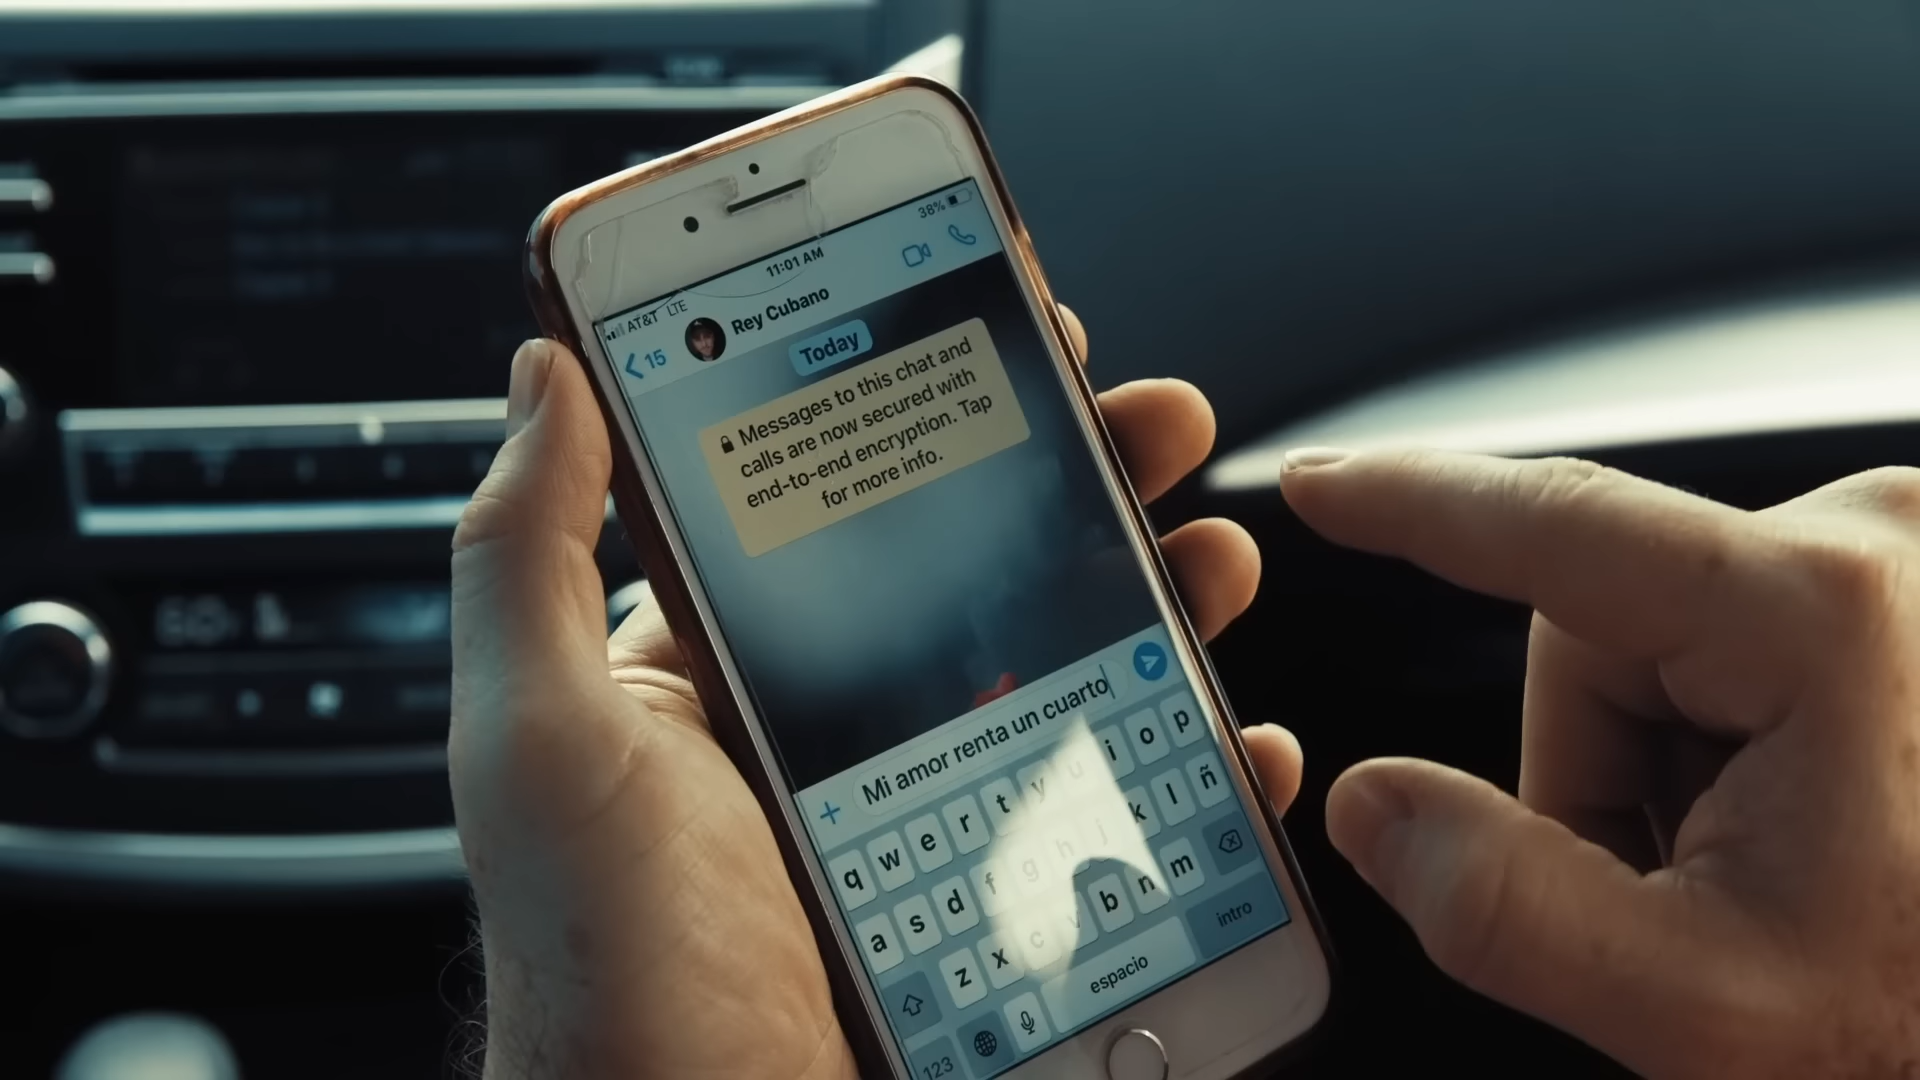 38%
11:01 AM
AT&T LTE
15
Rey Cubano
Today
Messages to this chat and
calls are now secured with
end-to-end encryption. Tap
for more info.
Mi amor renta un cuarto
q w e r t y u i o p
a s d f g h j k l ñ
z x c v b n m
123
espacio
intro